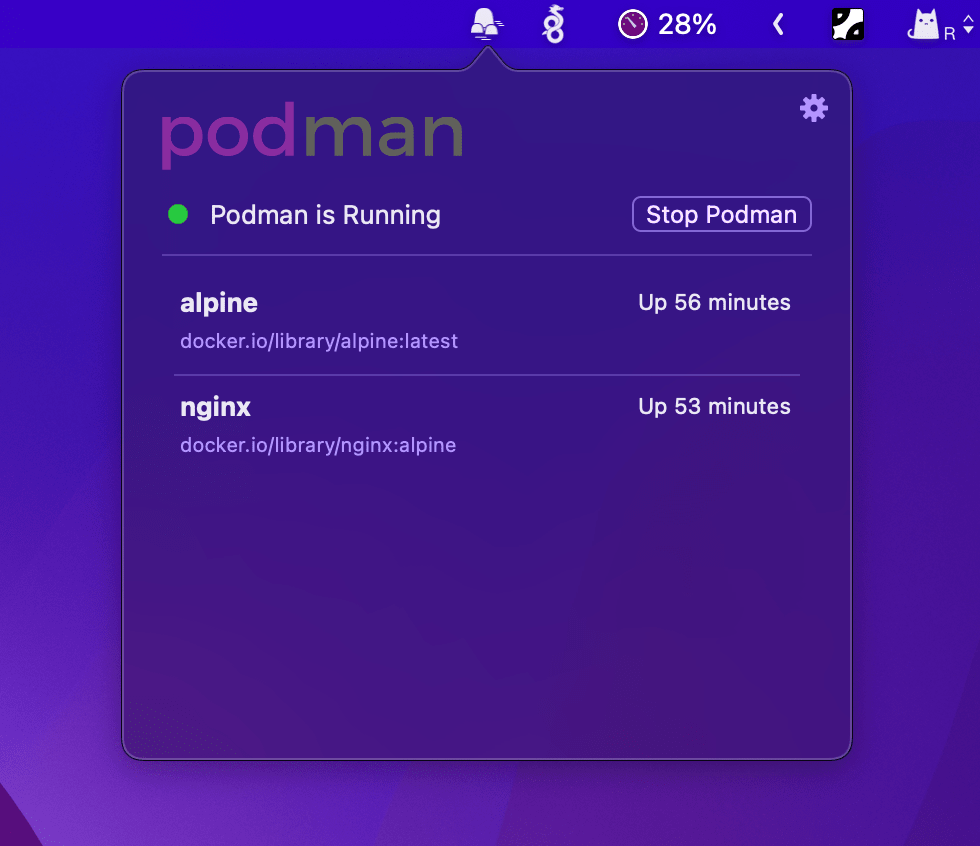 28%
R
podman
Podman is Running
Stop Podman
alpine
Up 56 minutes
docker.io/library/alpine:latest
nginx
Up 53 minutes
docker.io/library/nginx:alpine